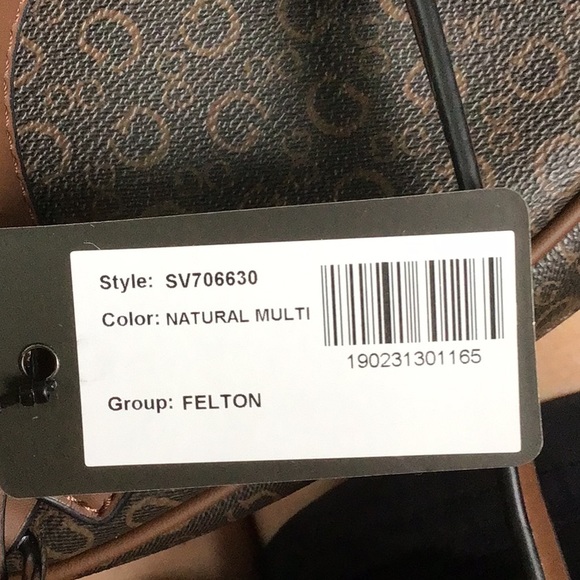 Style: SV706630
Color: NATURAL MULTI
190231301165
Group: FELTON